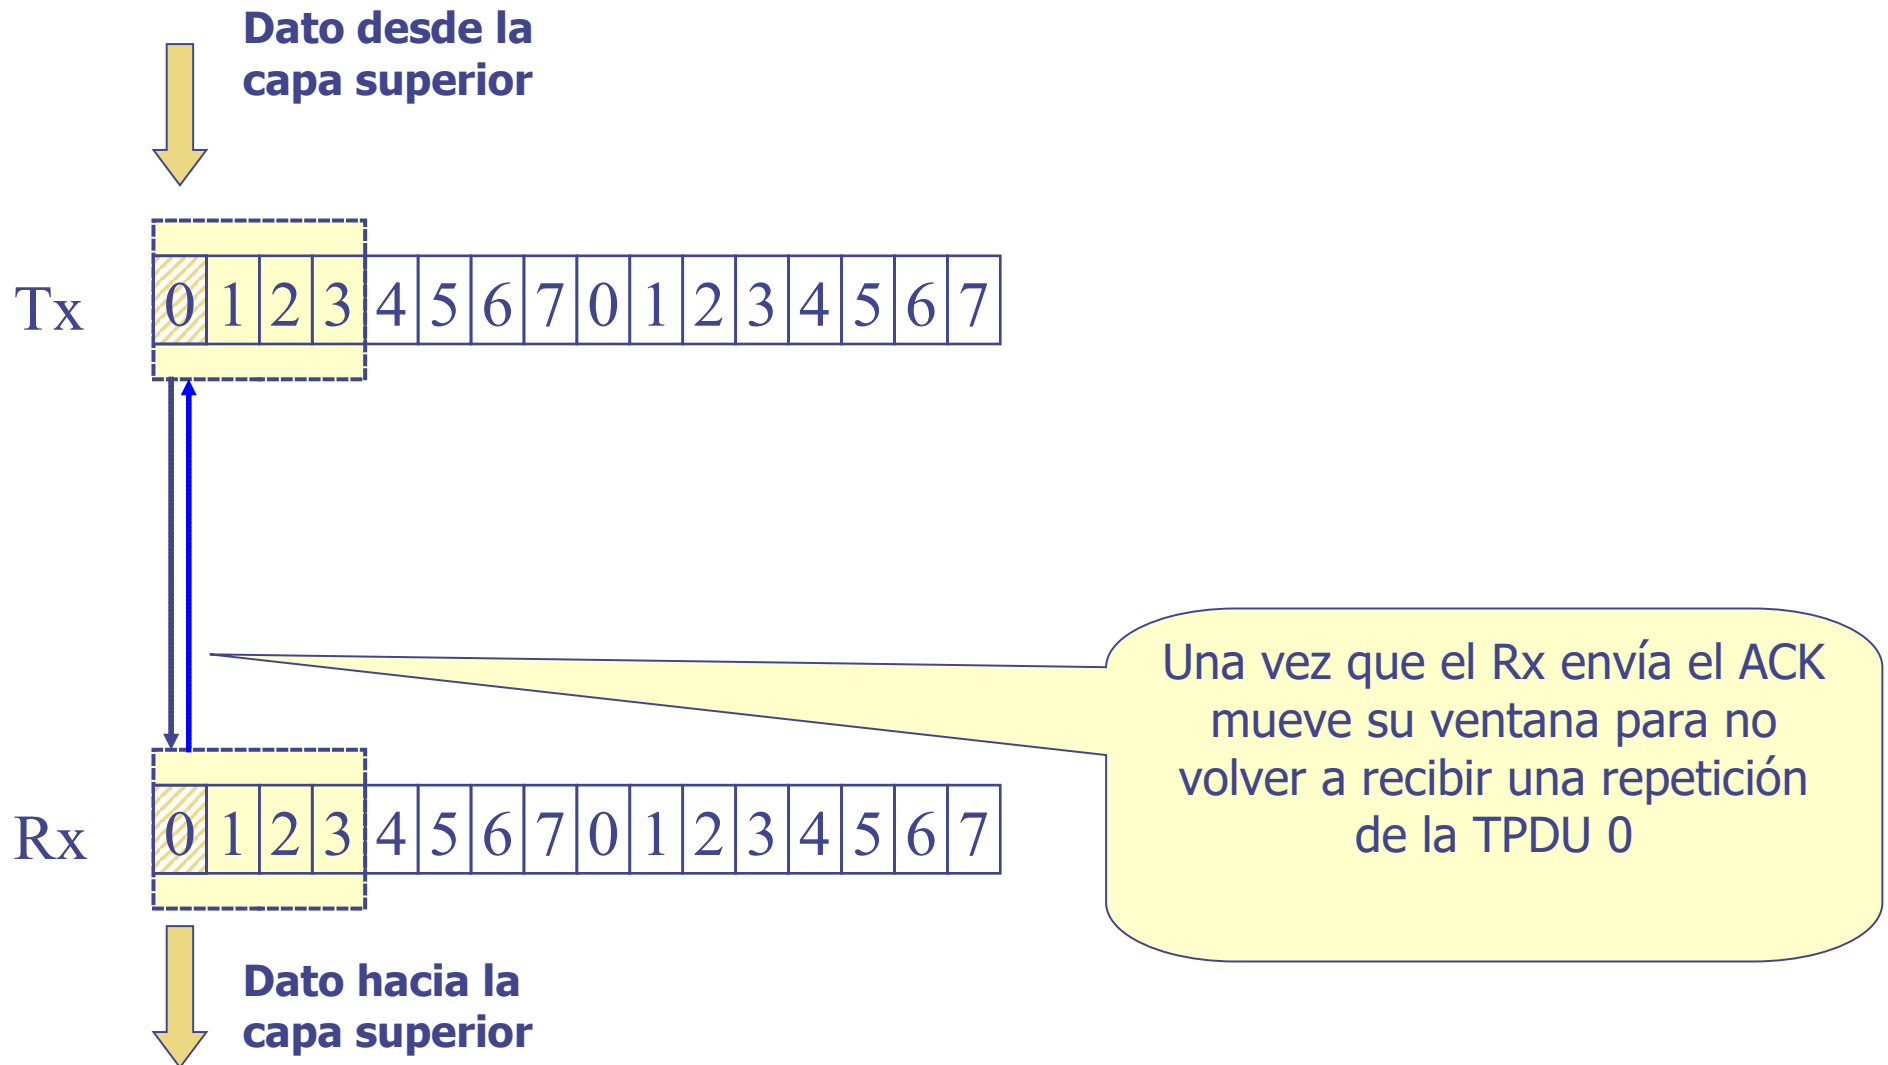 Dato desde la
capa superior
Tx
0 1 2 3 4 5 6 7 0 1 2 3 4 5 6 7
Una vez que el Rx envía el ACK
mueve su ventana para no
volver a recibir una repetición
de la TPDU 0
Rx
0 1 2 3 4 5 6 7 0 1 2 3 4 5 6 7
Dato hacia la
capa superior